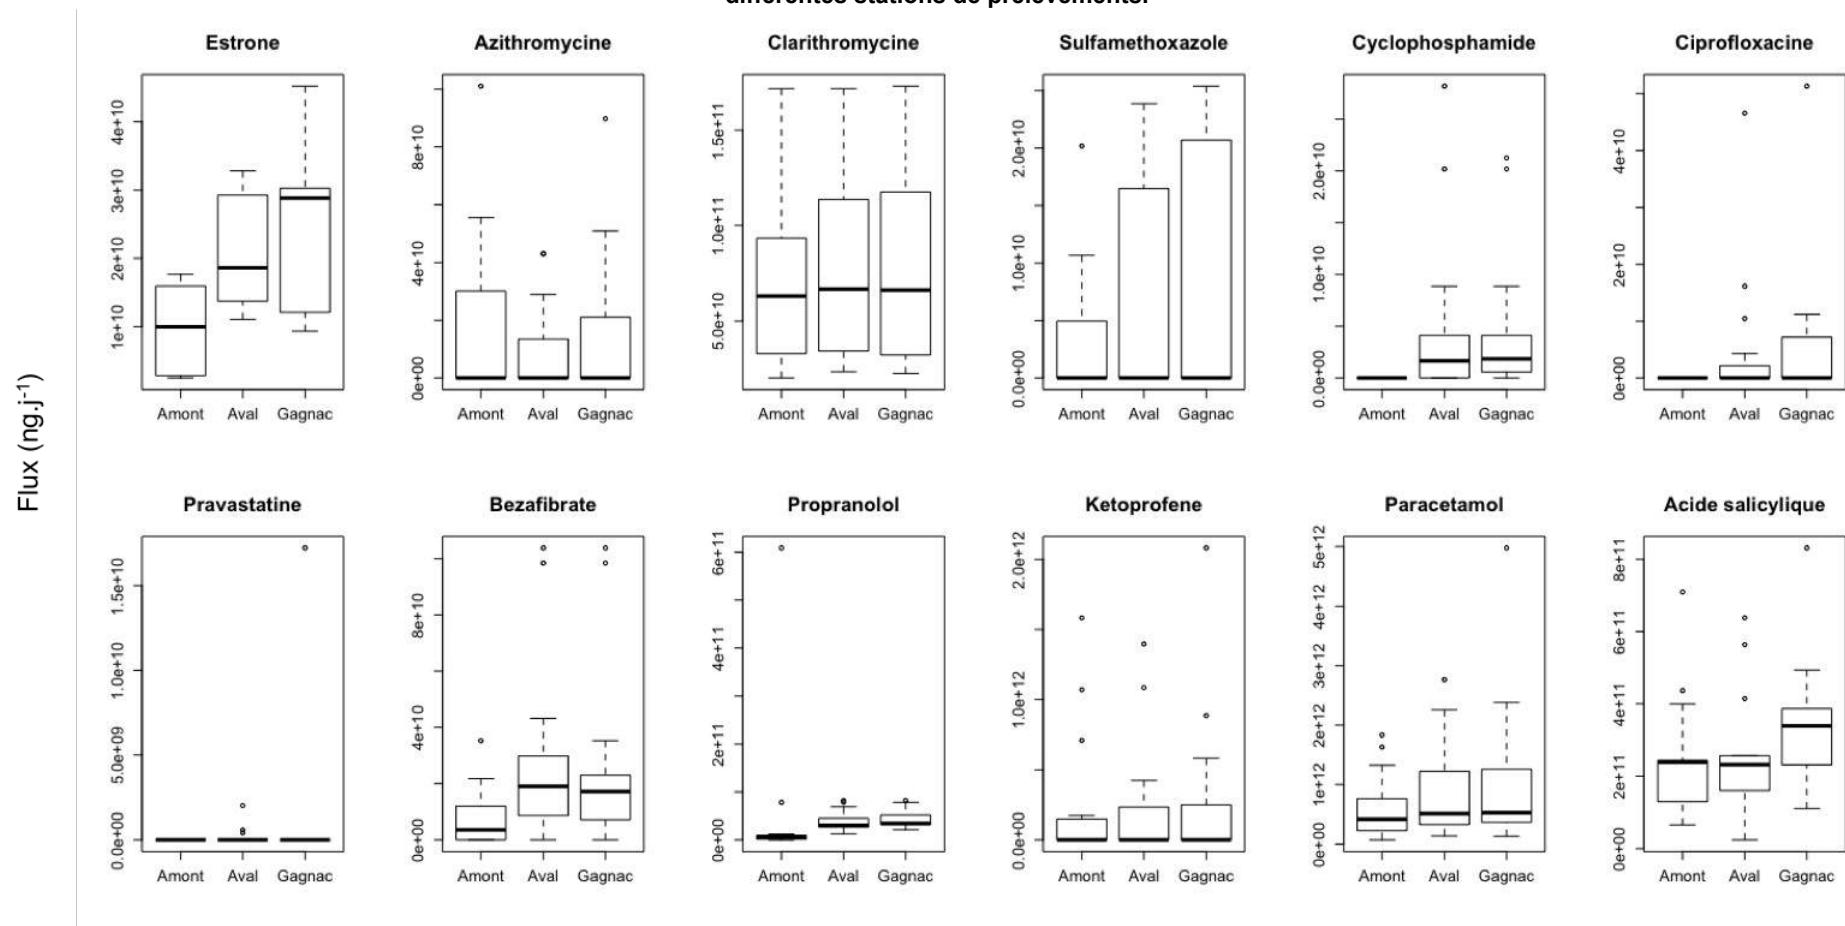 différentes stations de prélèvements.
Estrone
Azithromycine
Clarithromycine
Sulfamethoxazole
Cyclophosphamide
Ciprofloxacine
4e+10
3e+10
2e+10
1e+10
Amont Aval Gagnac
8e+10
4e+10
0e+00
Amont Aval Gagnac
1.5e+11
1.0e+11
5.0e+10
Amont Aval Gagnac
2.0e+10
1.0e+10
0.0e+00
Amont Aval Gagnac
2.0e+10
1.0e+10
0.0e+00
Amont Aval Gagnac
4e+10
2e+10
0e+00
Amont Aval Gagnac
Flux (ng.j-1)
Pravastatine
Bezafibrate
Propranolol
Ketoprofene
Paracetamol
Acide salicylique
1.5e+10
1.0e+10
5.0e+09
0.0e+00
Amont Aval Gagnac
8e+10
4e+10
0e+00
Amont Aval Gagnac
6e+11
4e+11
2e+11
0e+00
Amont Aval Gagnac
2.0e+12
1.0e+12
0.0e+00
Amont Aval Gagnac
5e+12
4e+12
3e+12
2e+12
1e+12
0e+00
Amont Aval Gagnac
8e+11
6e+11
4e+11
2e+11
0e+00
Amont Aval Gagnac